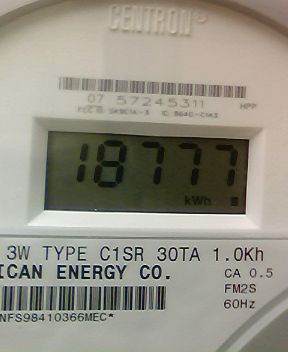 CENTRON®
07 57245311
HPP
18777
kWh
3W TYPE C1SR 30TA 1.0Kh
ICAN ENERGY CO.
CA 0.5
FM2S
60Hz
NFS98410366MEC*